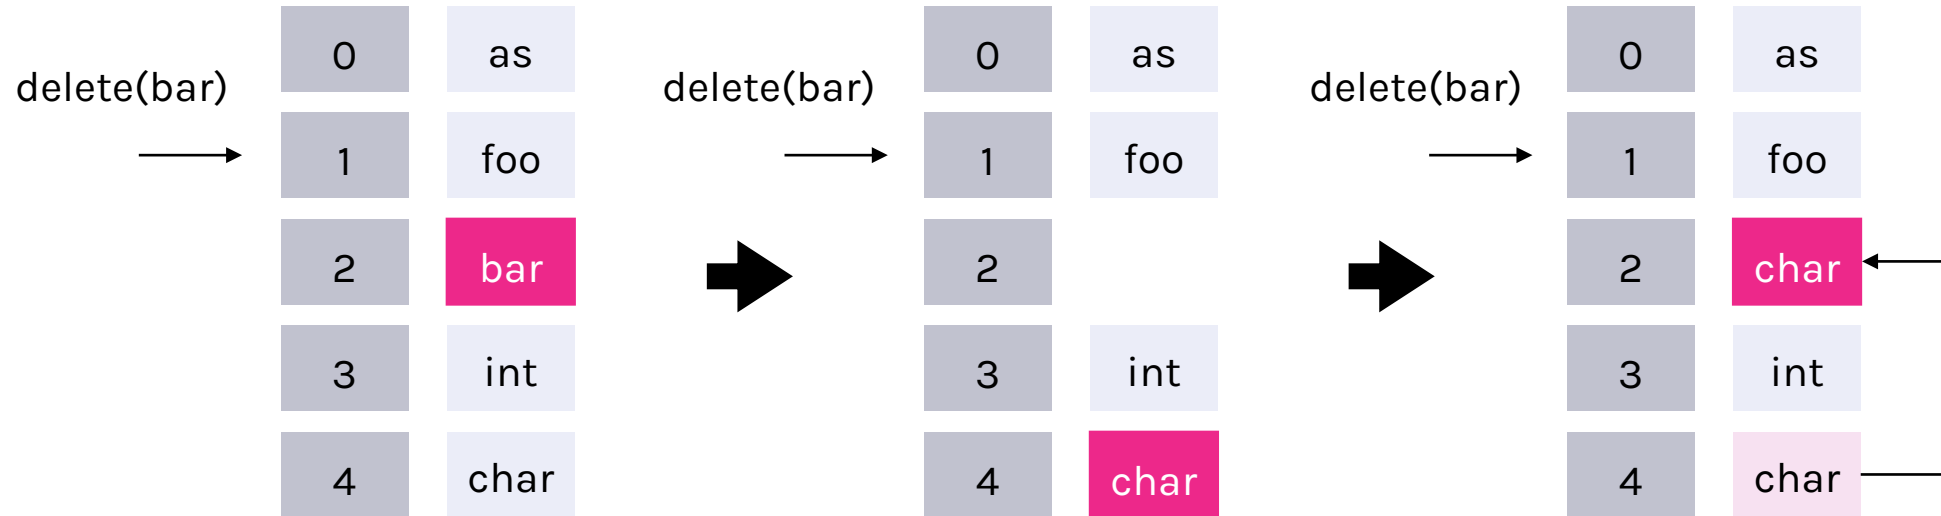 delete(bar)
0 as
1 foo
2 bar
3 int
4 char
delete(bar)
0 as
1 foo
2
3 int
4 char
delete(bar)
0 as
1 foo
2 char
3 int
4 char